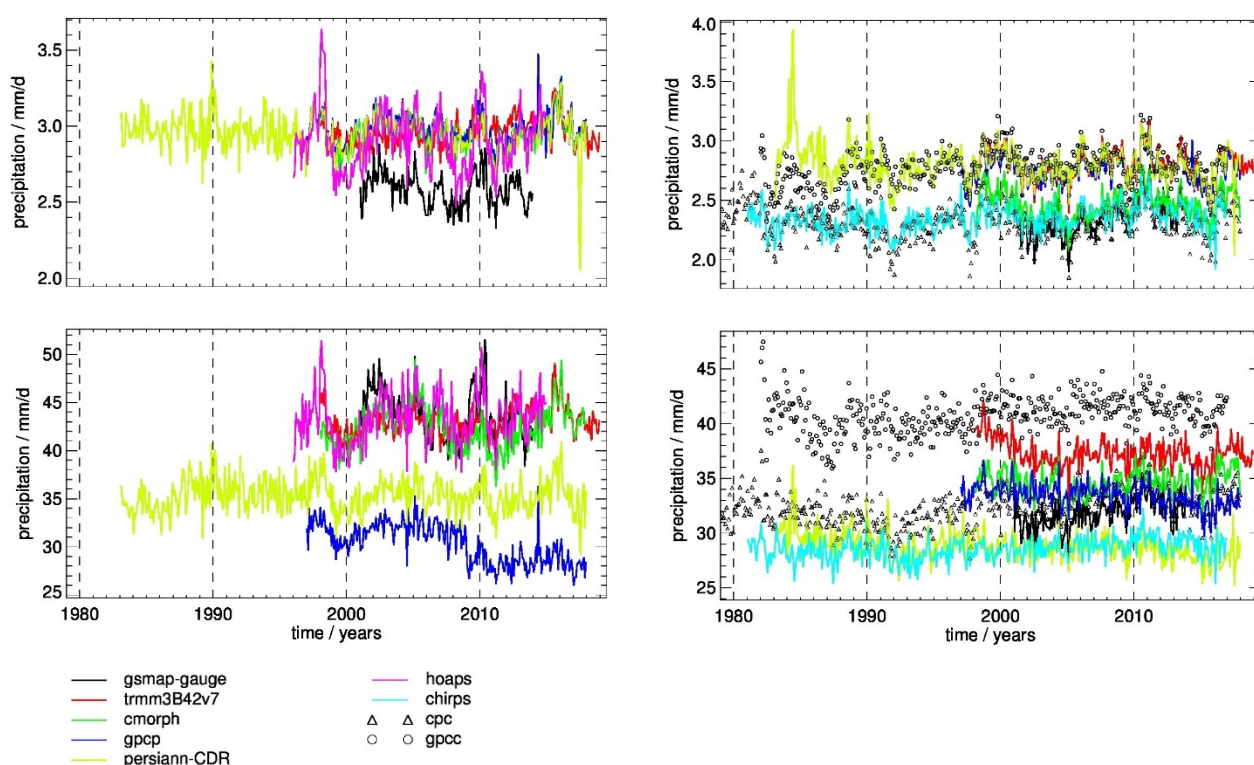 precipitation / mm/d
3.5
3.0
2.5
2.0
precipitation / mm/d
4.0
3.5
3.0
2.5
2.0
precipitation / mm/d
50
45
40
35
30
25
1980 1990 2000 2010
time / years
precipitation / mm/d
45
40
35
30
25
1980 1990 2000 2010
time / years
gsmap-gauge
trmm3B42v7
cmorph
gpcp
persiann-CDR
hoaps
chirps
cpc
gpcc